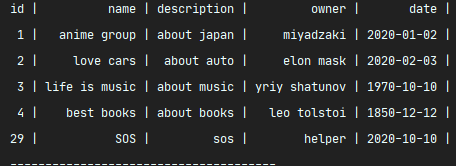 id | name | description | owner | date |
1 | anime group | about japan | miyadzaki | 2020-01-02 |
2 | love cars | about auto | elon mask | 2020-02-03 |
3 | life is music | about music | yriy shatunov | 1970-10-10 |
4 | best books | about books | leo tolstoi | 1850-12-12 |
29 | SOS | sos | helper | 2020-10-10 |
--------------------------------------